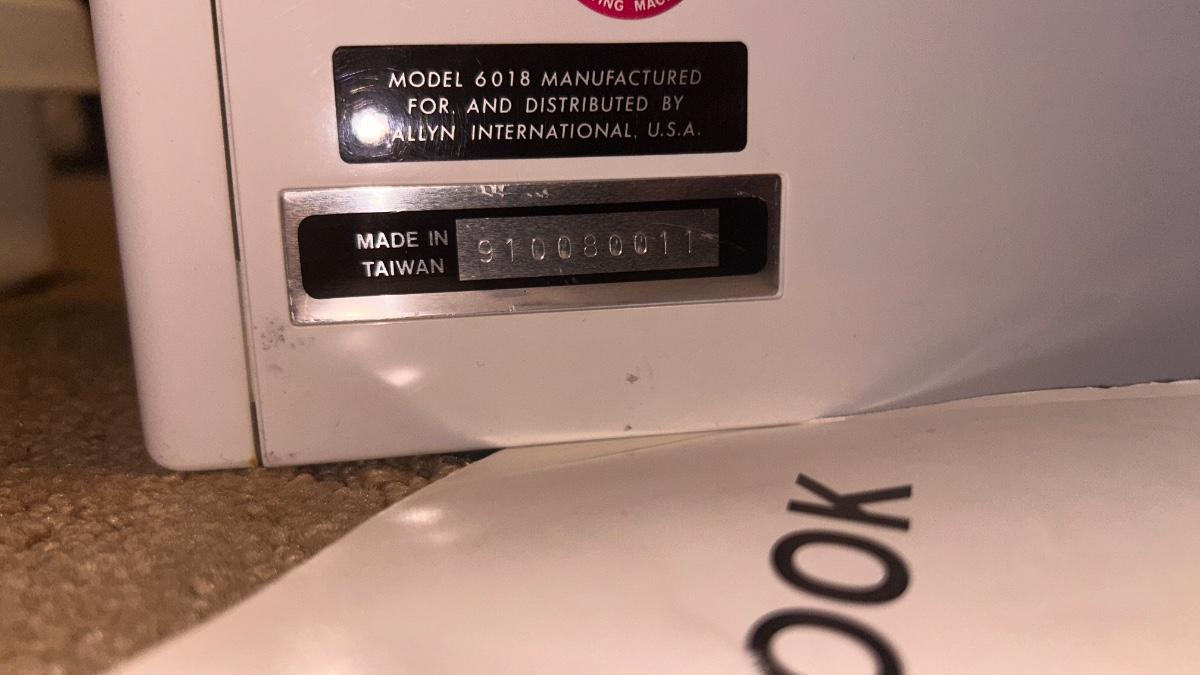 MODEL 6018 MANUFACTURED
FOR, AND DISTRIBUTED BY
ALLYN INTERNATIONAL, U.S.A.
MADE IN
TAIWAN
910080011
OOK